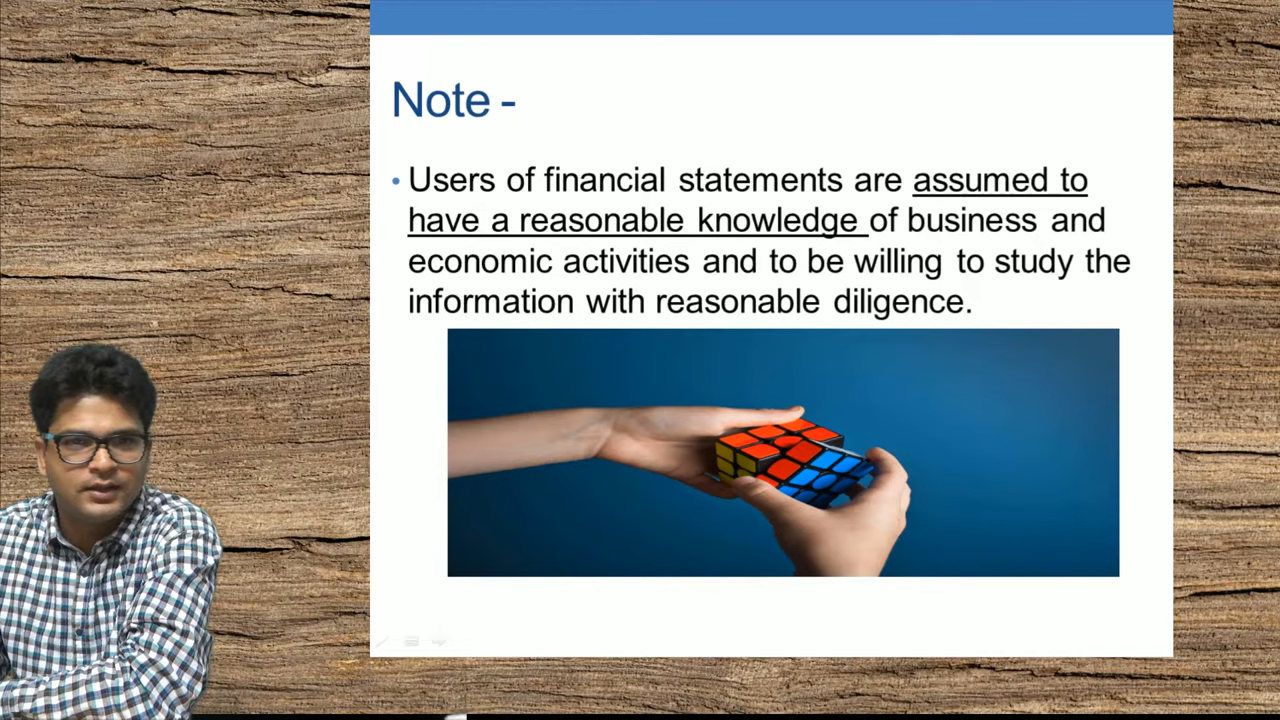 Note -
• Users of financial statements are assumed to
have a reasonable knowledge of business and
economic activities and to be willing to study the
information with reasonable diligence.